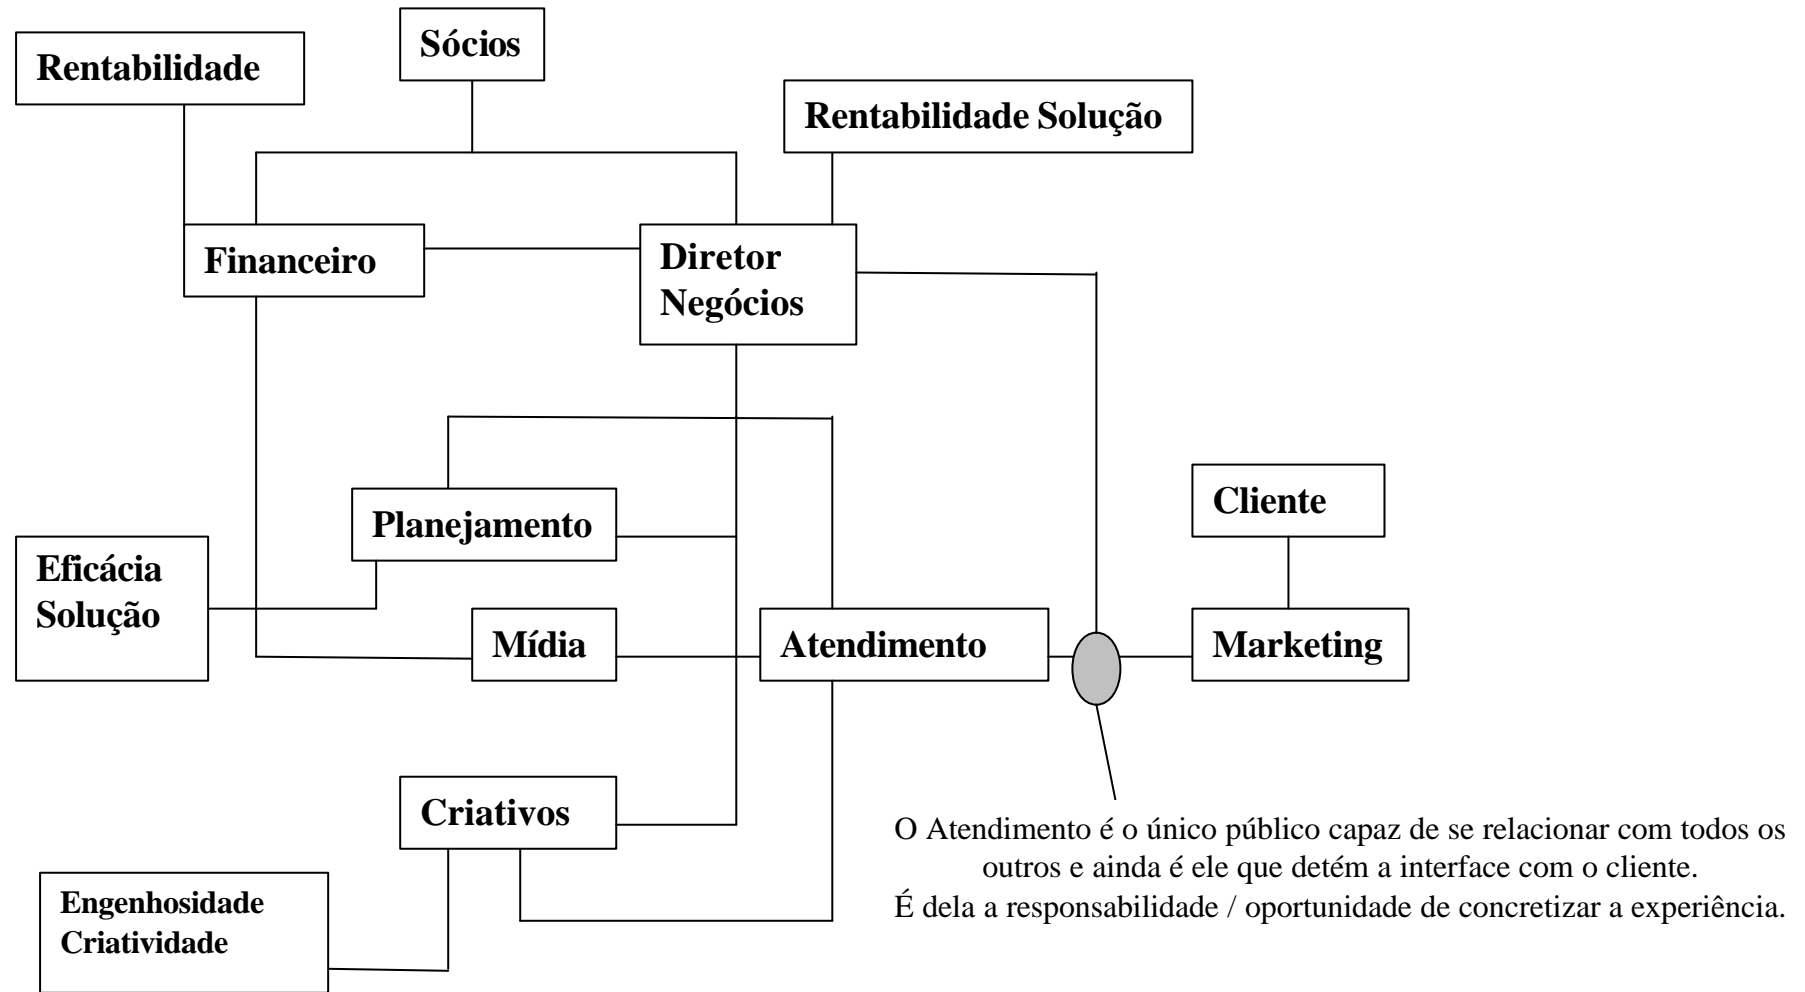 Sócios
Rentabilidade
Rentabilidade Solução
Financeiro
Diretor
Negócios
Planejamento
Cliente
Eficácia
Solução
Mídia
Atendimento
Marketing
Criativos
O Atendimento é o único público capaz de se relacionar com todos os
outros e ainda é ele que detém a interface com o cliente.
É dela a responsabilidade / oportunidade de concretizar a experiência.
Engenhosidade
Criatividade